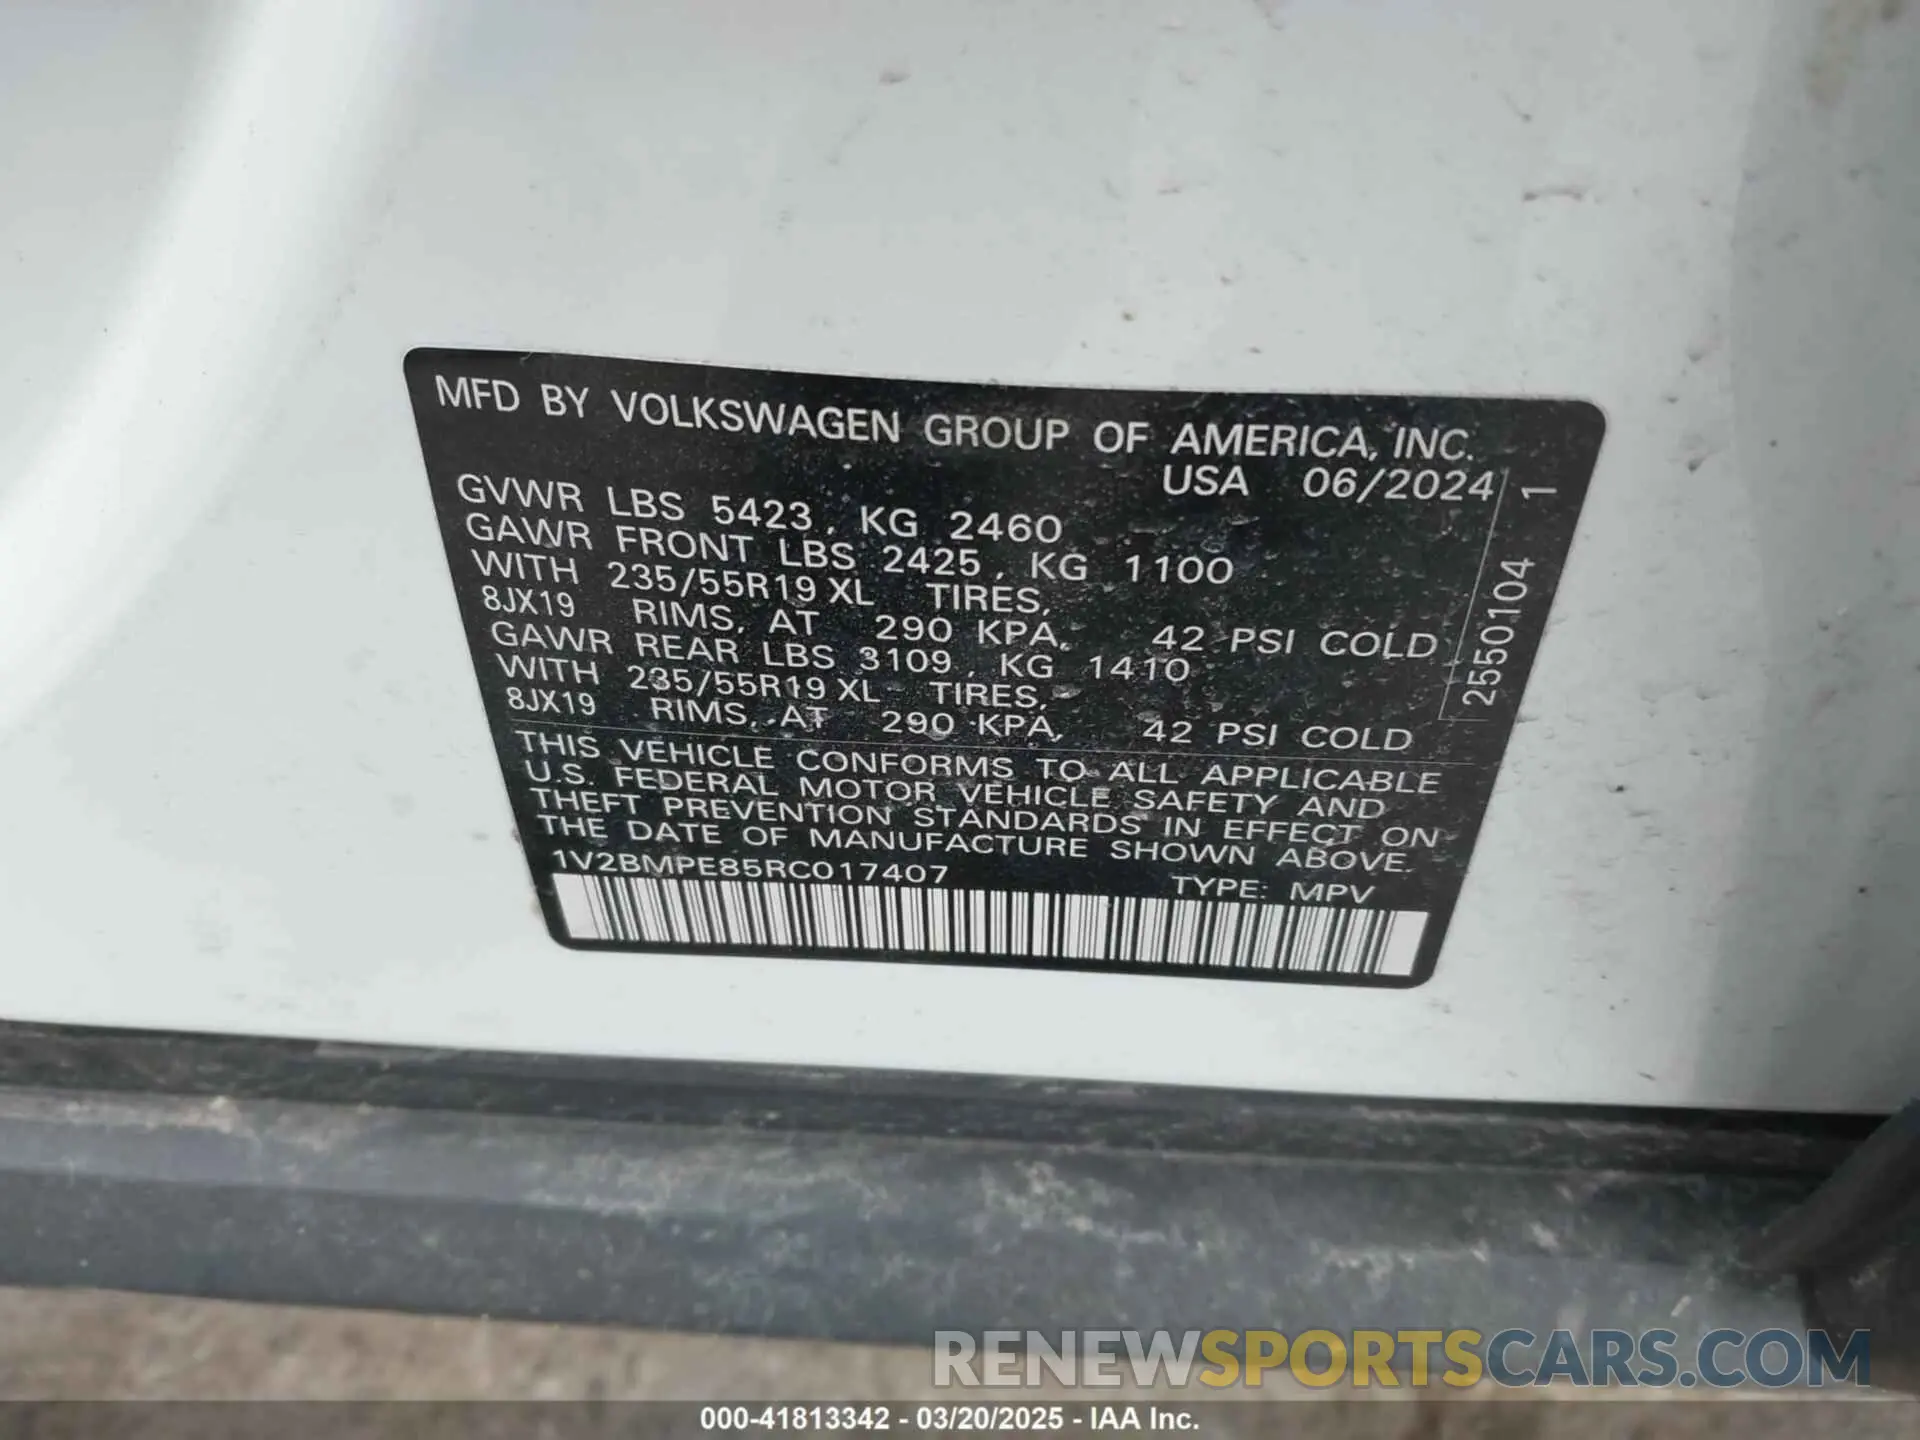 MFD BY VOLKSWAGEN GROUP OF AMERICA, INC.
USA 06/2024
GVWR LBS 5423, KG 2460
GAWR FRONT LBS 2425, KG 1100
WITH 235/55R19 XL TIRES,
8JX19 RIMS, AT 290 KPA, 42 PSI COLD
GAWR REAR LBS 3109, KG 1410
WITH 235/55R19 XL TIRES,
8JX19 RIMS, AT 290 KPA, 42 PSI COLD
2550104 1
THIS VEHICLE CONFORMS TO ALL APPLICABLE
U.S. FEDERAL MOTOR VEHICLE SAFETY AND
THEFT PREVENTION STANDARDS IN EFFECT ON
THE DATE OF MANUFACTURE SHOWN ABOVE.
1V2BMPE85RC017407 TYPE: MPV
RENEWSPORTSCARS.COM
000-41813342 - 03/20/2025 - IAA Inc.